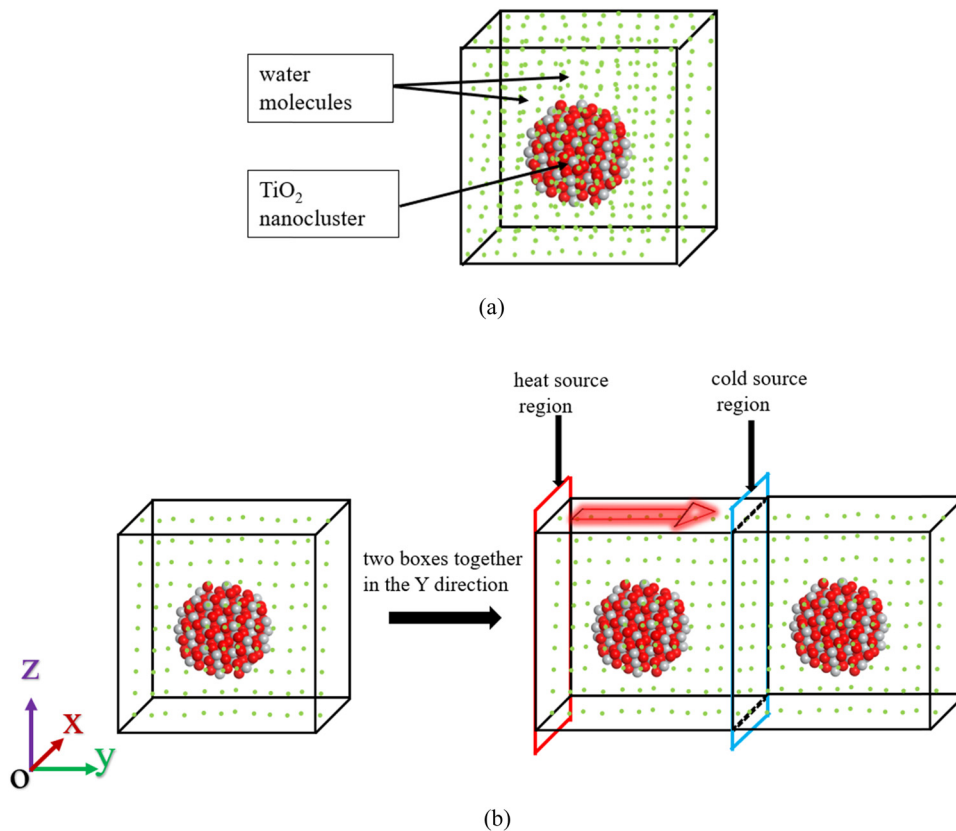 water
molecules
TiO₂
nanocluster
(a)
heat source
region
cold source
region
two boxes together
in the Y direction
z
x
o
y
(b)